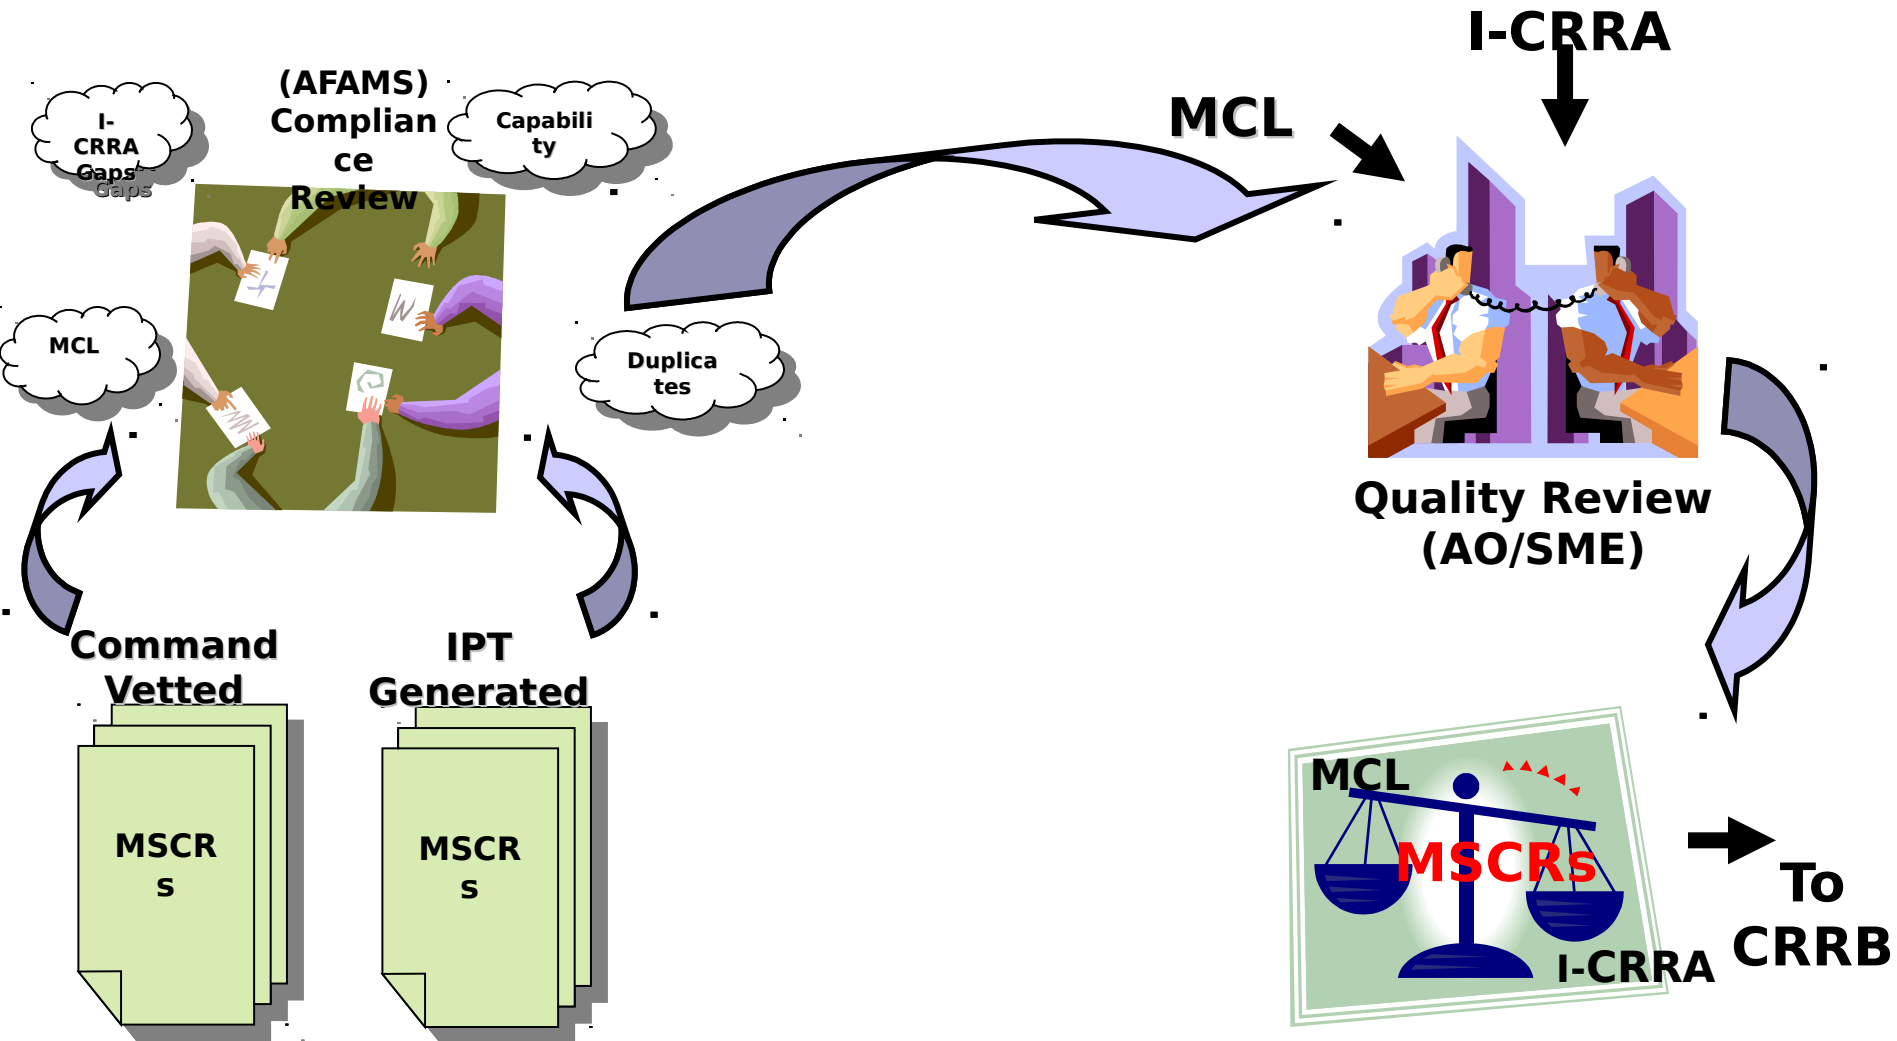 I-CRRA
(AFAMS)
Complian
ce
Review
I-
CRRA
Gaps
Gaps
Capabili
ty
MCL
MCL
Duplica
tes
Quality Review
(AO/SME)
Command
Vetted
IPT
Generated
MSCR
s
MSCR
s
MCL
MSCRs
I-CRRA
To
CRRB